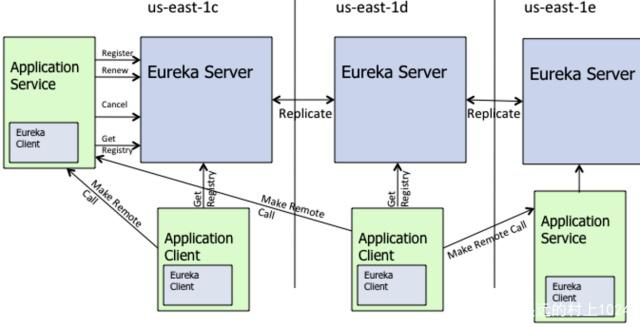 us-east-1c
us-east-1d
us-east-1e
Application
Service
Eureka
Client
Register
Renew
Cancel
Get
Registry
Eureka Server
Replicate
Eureka Server
Replicate
Eureka Server
Make Remote
Call
Get
Registry
Make Remote
Call
Get
Registry
Make Remote Call
Application
Client
Eureka
Client
Application
Client
Eureka
Client
Application
Service
Eureka
Client
的村上1024